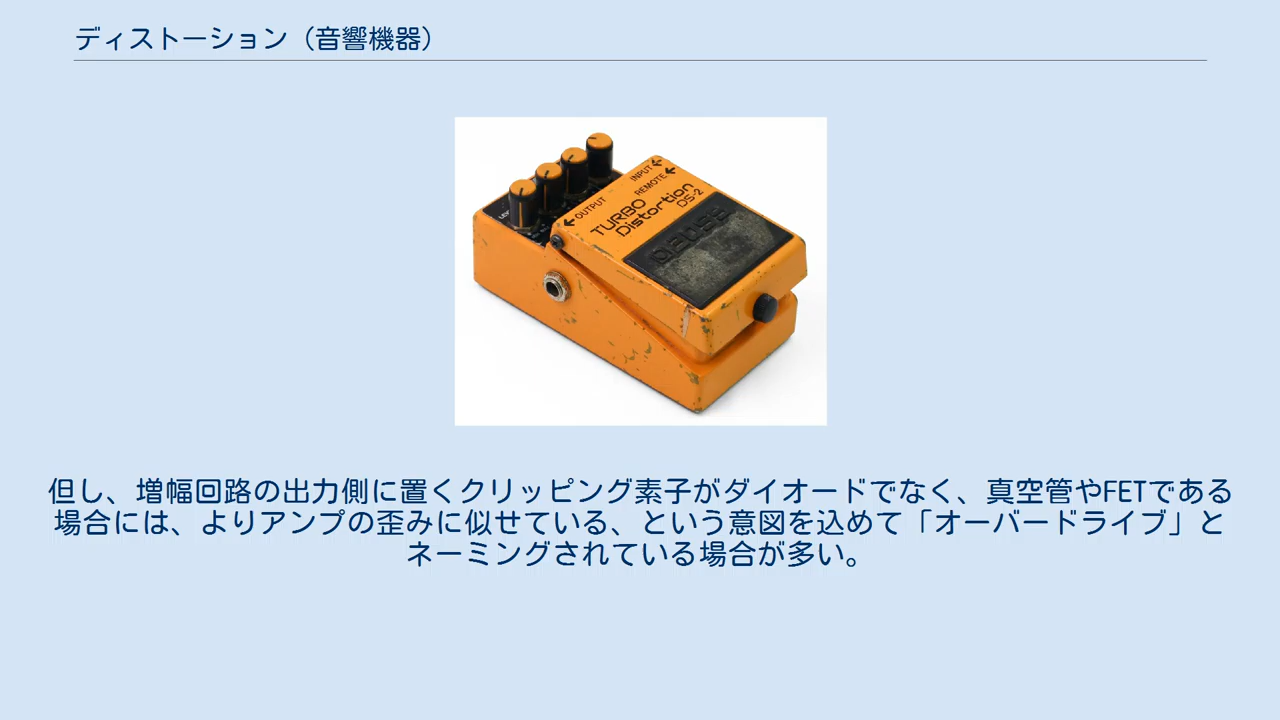 ディストーション（音響機器）
INPUT
REMOTE
OUTPUT
TURBO
Distortion
DS-2
BOSS
但し、増幅回路の出力側に置くクリッピング素子がダイオードでなく、真空管やFETである
場合には、よりアンプの歪みに似せている、という意図を込めて「オーバードライブ」と
ネーミングされている場合が多い。